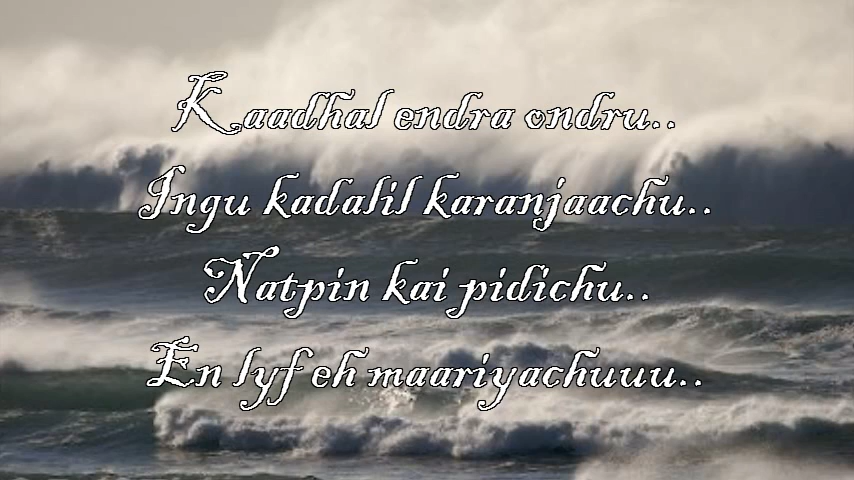 Kaadhal endra ondru..
Ingu kadalil karanjaachu..
Natpin kai pidichu..
En lyf eh maariyachuuu..